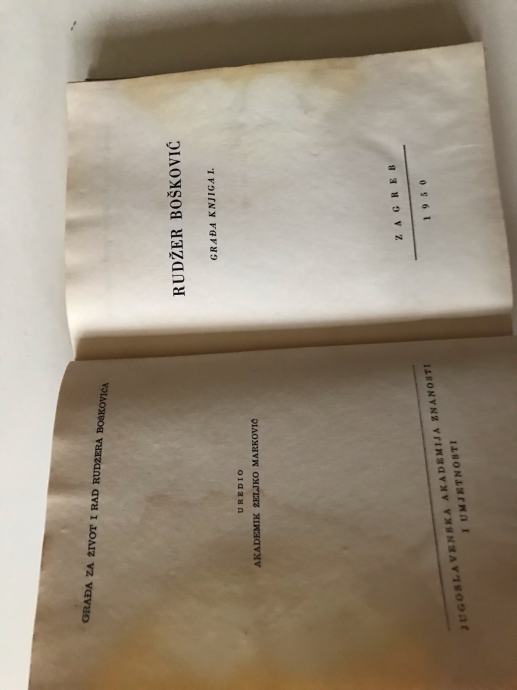 GRAĐA ZA ŽIVOT I RAD RUDŽERA BOŠKOVIĆA
UREDIO
AKADEMIK ŽELJKO MARKOVIĆ
JUGOSLAVENSKA AKADEMIJA ZNANOSTI
I UMJETNOSTI
RUDŽER BOŠKOVIĆ
GRAĐA KNJIGA I.
ZAGREB
1950